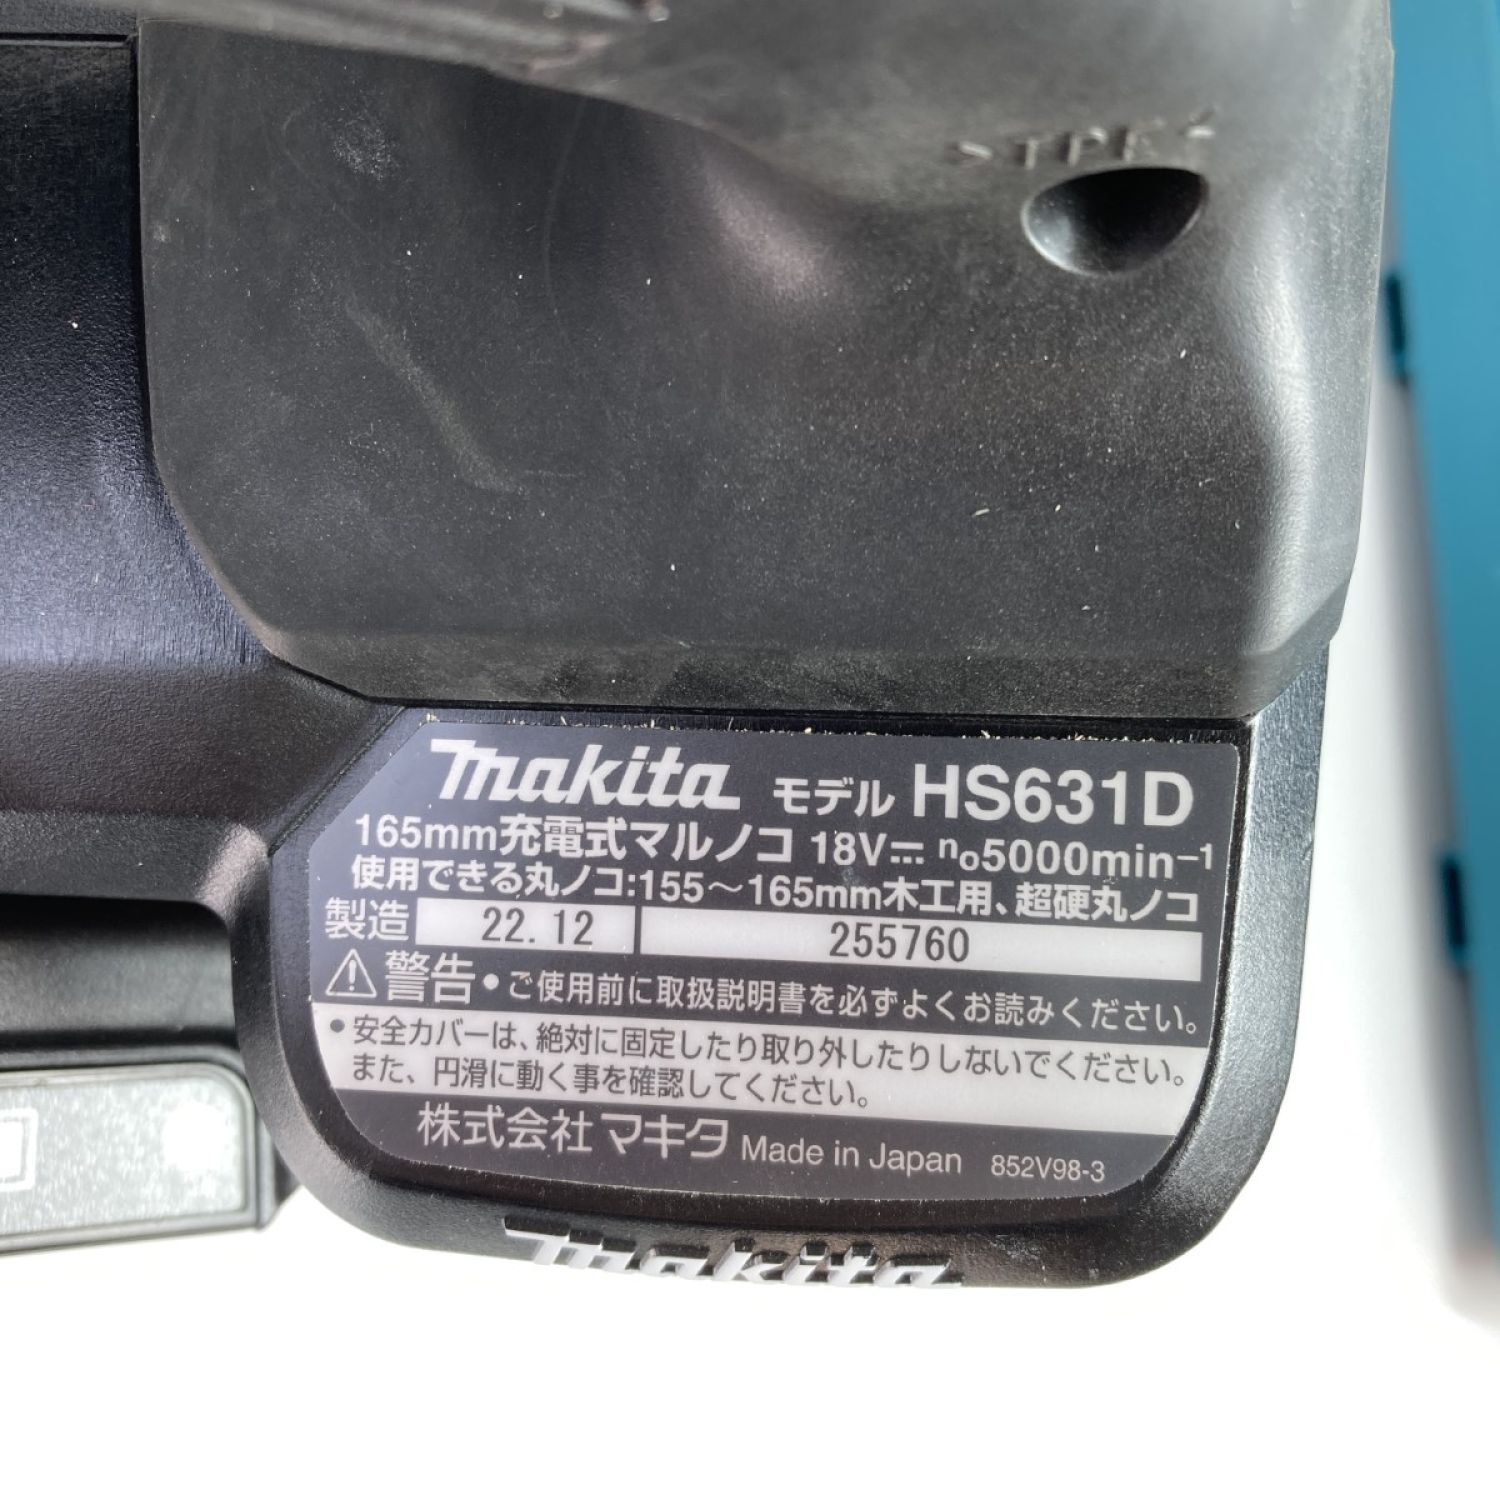 >TPR<
makita モデル HS631D
165mm充電式マルノコ 18V⎓ n₀5000min⁻¹
使用できる丸ノコ:155～165mm木工用、超硬丸ノコ
製造 22.12 255760
⚠警告 •ご使用前に取扱説明書を必ずよくお読みください。
•安全カバーは、絶対に固定したり取り外したりしないでください。
また、円滑に動く事を確認してください。
株式会社マキタ Made in Japan 852V98-3
makita